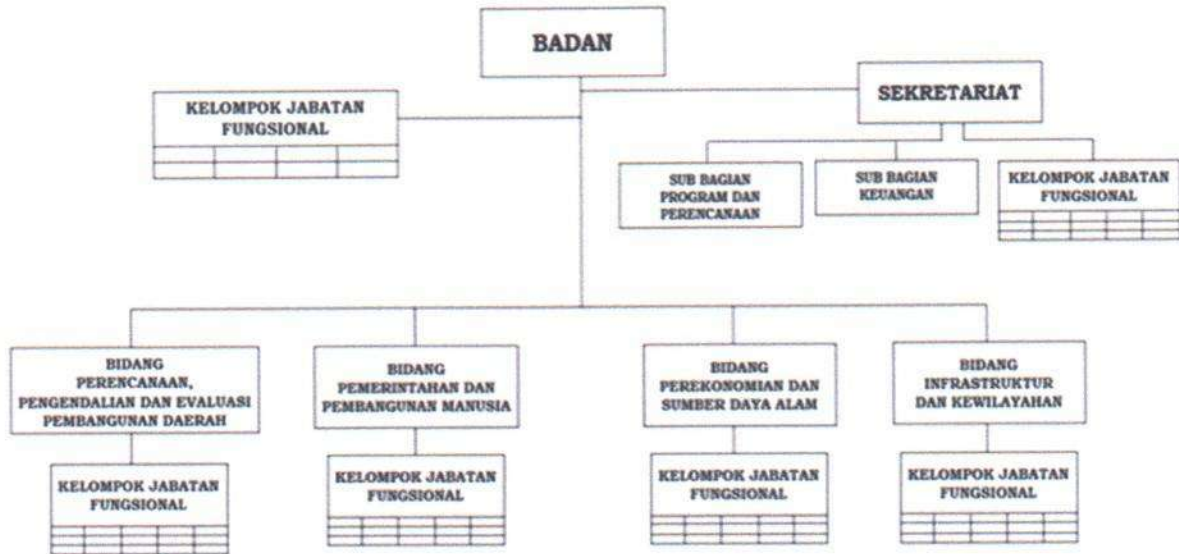 BADAN
SEKRETARIAT
KELOMPOK JABATAN
FUNGSIONAL
SUB BAGIAN
PROGRAM DAN
PERENCANAAN
SUB BAGIAN
KEUANGAN
KELOMPOK JABATAN
FUNGSIONAL
BIDANG
PERENCANAAN,
PENGENDALIAN DAN EVALUASI
PEMBANGUNAN DAERAH
BIDANG
PEMERINTAHAN DAN
PEMBANGUNAN MANUSIA
BIDANG
PEREKONOMIAN DAN
SUMBER DAYA ALAM
BIDANG
INFRASTRUKTUR
DAN KEWILAYAHAN
KELOMPOK JABATAN
FUNGSIONAL
KELOMPOK JABATAN
FUNGSIONAL
KELOMPOK JABATAN
FUNGSIONAL
KELOMPOK JABATAN
FUNGSIONAL